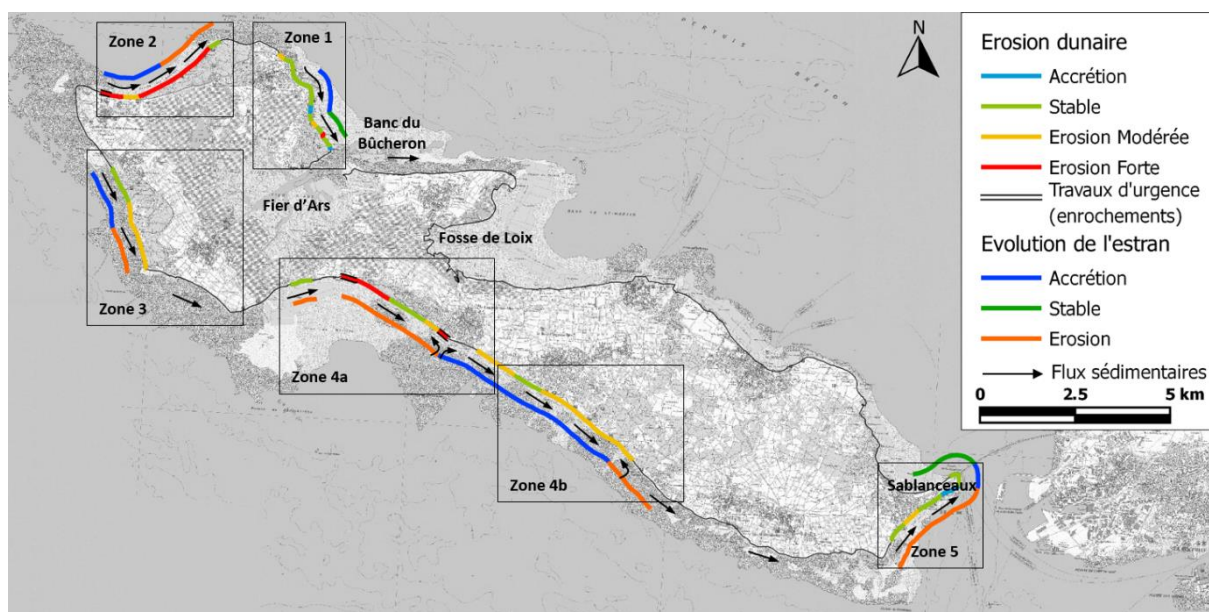 Zone 2
Zone 1
Banc du
Bûcheron
Fier d'Ars
Fosse de Loix
Zone 3
Zone 4a
Zone 4b
Sablanceaux
Zone 5
N
PERTUIS
BRETON
Erosion dunaire
Accrétion
Stable
Erosion Modérée
Erosion Forte
Travaux d'urgence
(enrochements)
Evolution de l'estran
Accrétion
Stable
Erosion
Flux sédimentaires
0 2.5 5 km